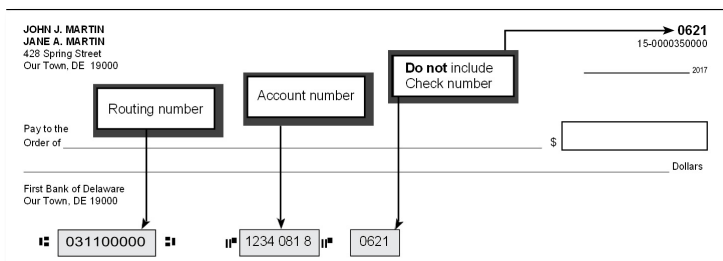 JOHN J. MARTIN
JANE A. MARTIN
428 Spring Street
Our Town, DE 19000
0621
15-0000350000
2017
Do not include
Check number
Account number
Routing number
Pay to the
Order of
$
Dollars
First Bank of Delaware
Our Town, DE 19000
031100000
1234 081 8
0621